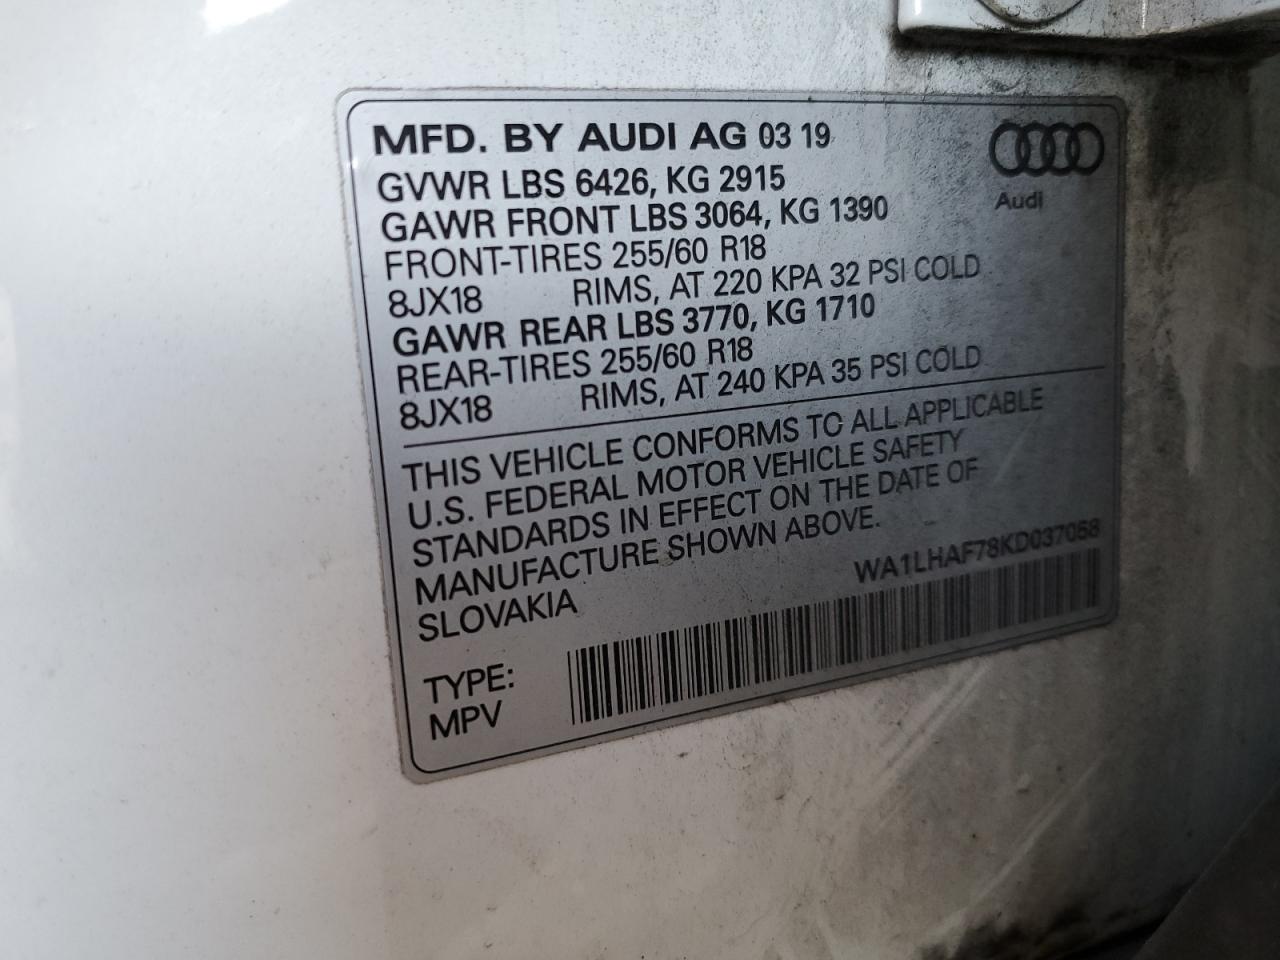 MFD. BY AUDI AG 03 19
Audi
GVWR LBS 6426, KG 2915
GAWR FRONT LBS 3064, KG 1390
FRONT-TIRES 255/60 R18
8JX18 RIMS, AT 220 KPA 32 PSI COLD
GAWR REAR LBS 3770, KG 1710
REAR-TIRES 255/60 R18
8JX18 RIMS, AT 240 KPA 35 PSI COLD
THIS VEHICLE CONFORMS TO ALL APPLICABLE
U.S. FEDERAL MOTOR VEHICLE SAFETY
STANDARDS IN EFFECT ON THE DATE OF
MANUFACTURE SHOWN ABOVE.
SLOVAKIA
WA1LHAF78KD037058
TYPE:
MPV